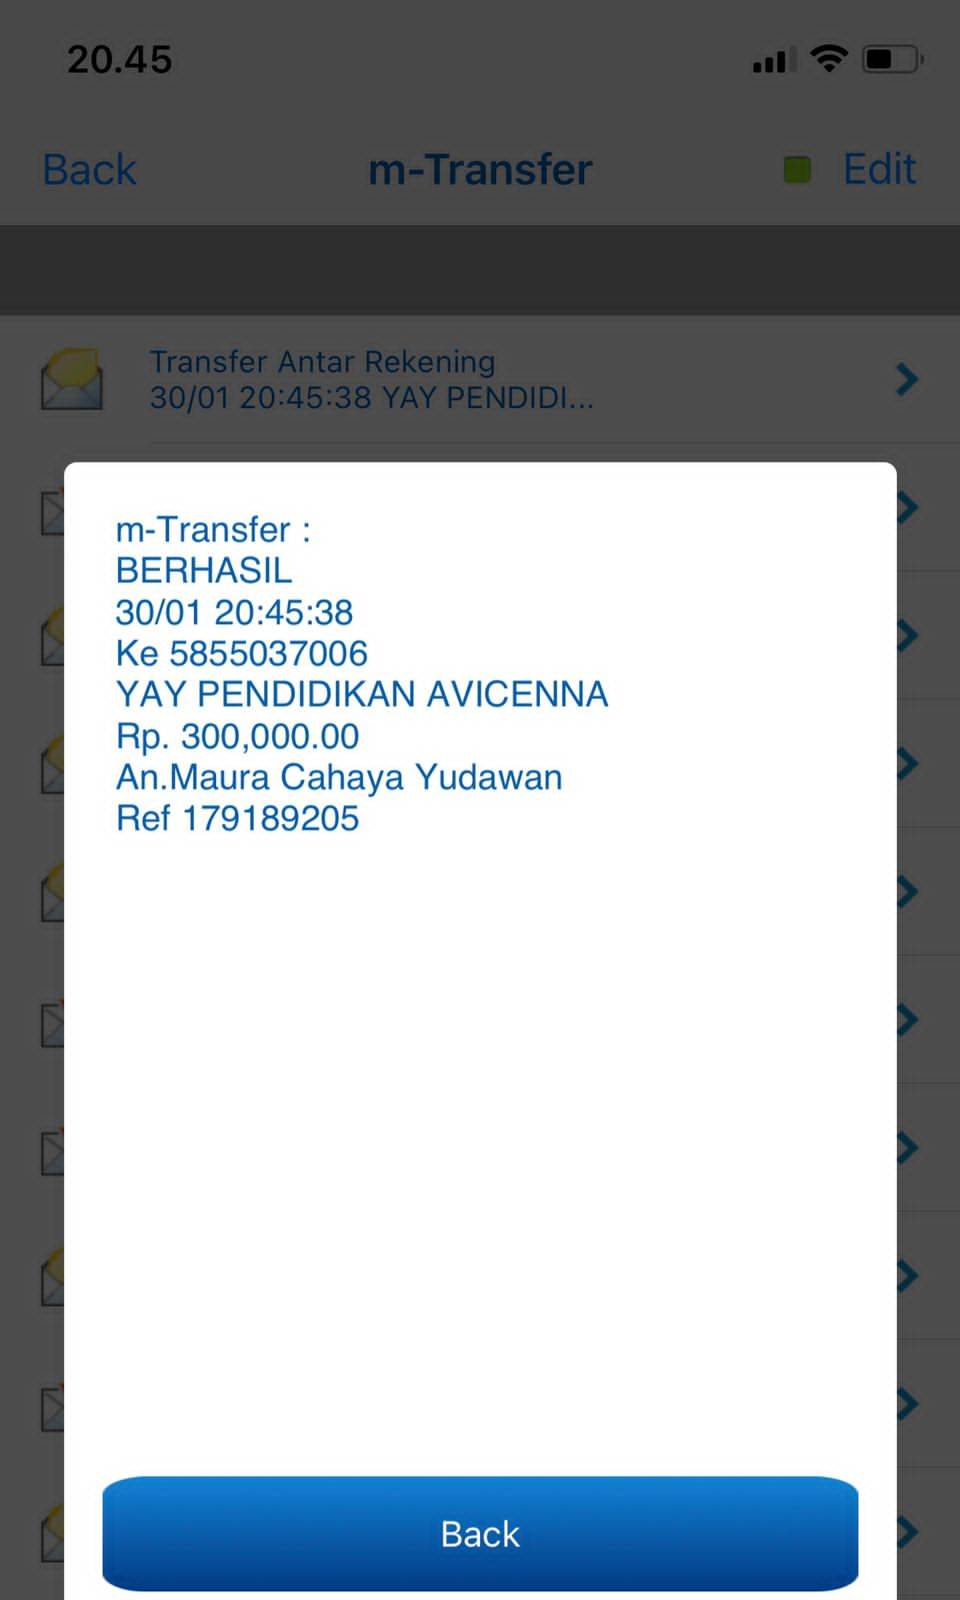 20.45
Back
m-Transfer
Edit
Transfer Antar Rekening
30/01 20:45:38 YAY PENDIDI...
m-Transfer :
BERHASIL
30/01 20:45:38
Ke 5855037006
YAY PENDIDIKAN AVICENNA
Rp. 300,000.00
An.Maura Cahaya Yudawan
Ref 179189205
Back